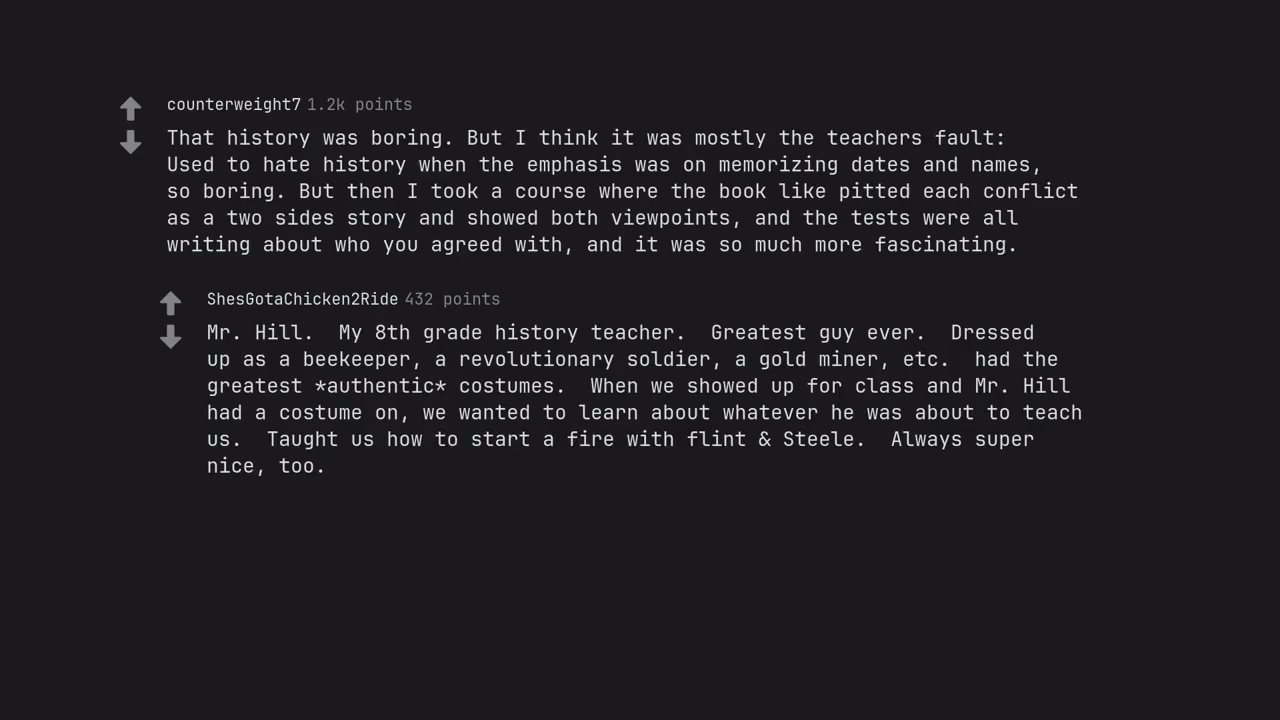 counterweight7 1.2k points
That history was boring. But I think it was mostly the teachers fault:
Used to hate history when the emphasis was on memorizing dates and names,
so boring. But then I took a course where the book like pitted each conflict
as a two sides story and showed both viewpoints, and the tests were all
writing about who you agreed with, and it was so much more fascinating.
ShesGotaChicken2Ride 432 points
Mr. Hill.  My 8th grade history teacher.  Greatest guy ever.  Dressed
up as a beekeeper, a revolutionary soldier, a gold miner, etc.  had the
greatest *authentic* costumes.  When we showed up for class and Mr. Hill
had a costume on, we wanted to learn about whatever he was about to teach
us.  Taught us how to start a fire with flint & Steele.  Always super
nice, too.